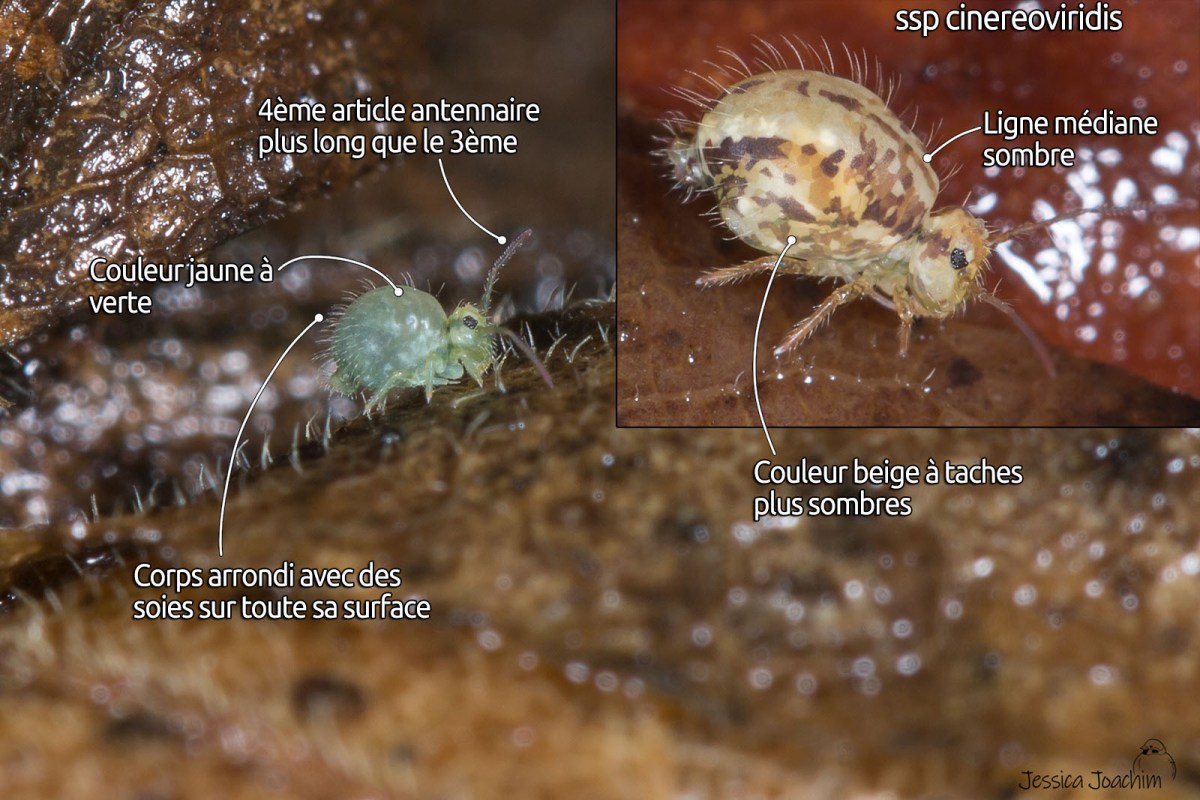 ssp cinereoviridis
4ème article antennaire
plus long que le 3ème
Ligne médiane
sombre
Couleur jaune à
verte
Couleur beige à taches
plus sombres
Corps arrondi avec des
soies sur toute sa surface
Jessica Joachim